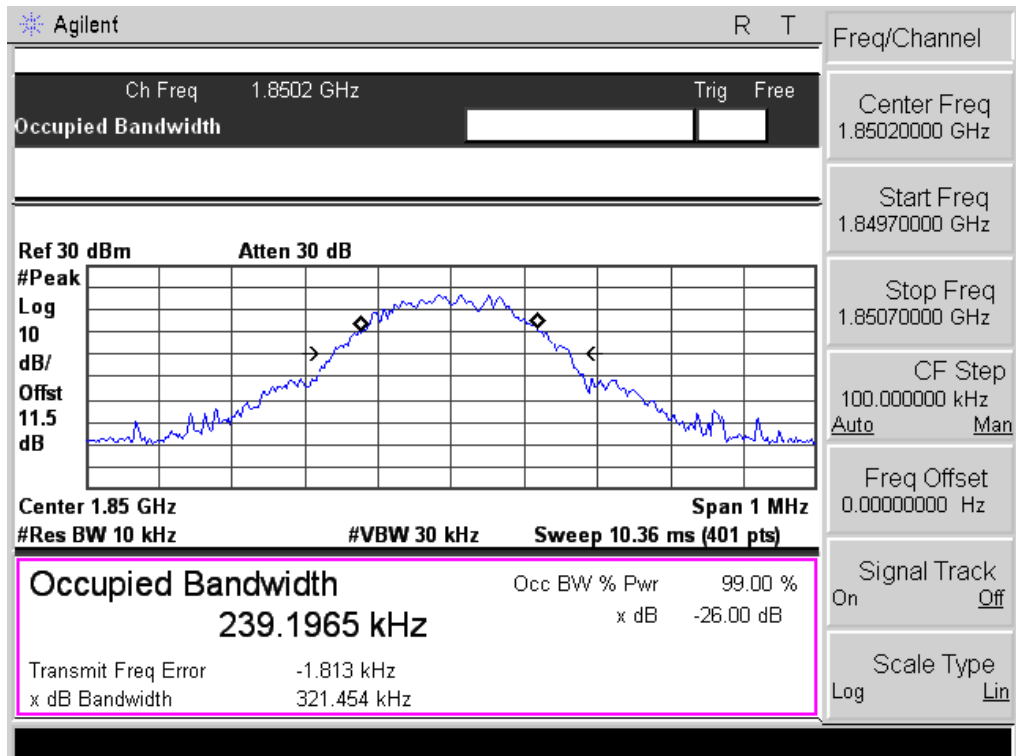 Agilent R T
Ch Freq 1.8502 GHz Trig Free
Occupied Bandwidth
Ref 30 dBm Atten 30 dB
#Peak
Log
10
dB/
Offst
11.5
dB
Center 1.85 GHz Span 1 MHz
#Res BW 10 kHz #VBW 30 kHz Sweep 10.36 ms (401 pts)
Occupied Bandwidth Occ BW % Pwr 99.00 %
239.1965 kHz x dB -26.00 dB
Transmit Freq Error -1.813 kHz
x dB Bandwidth 321.454 kHz
Freq/Channel
Center Freq
1.85020000 GHz
Start Freq
1.84970000 GHz
Stop Freq
1.85070000 GHz
CF Step
100.000000 kHz
Auto Man
Freq Offset
0.00000000 Hz
Signal Track
On Off
Scale Type
Log Lin